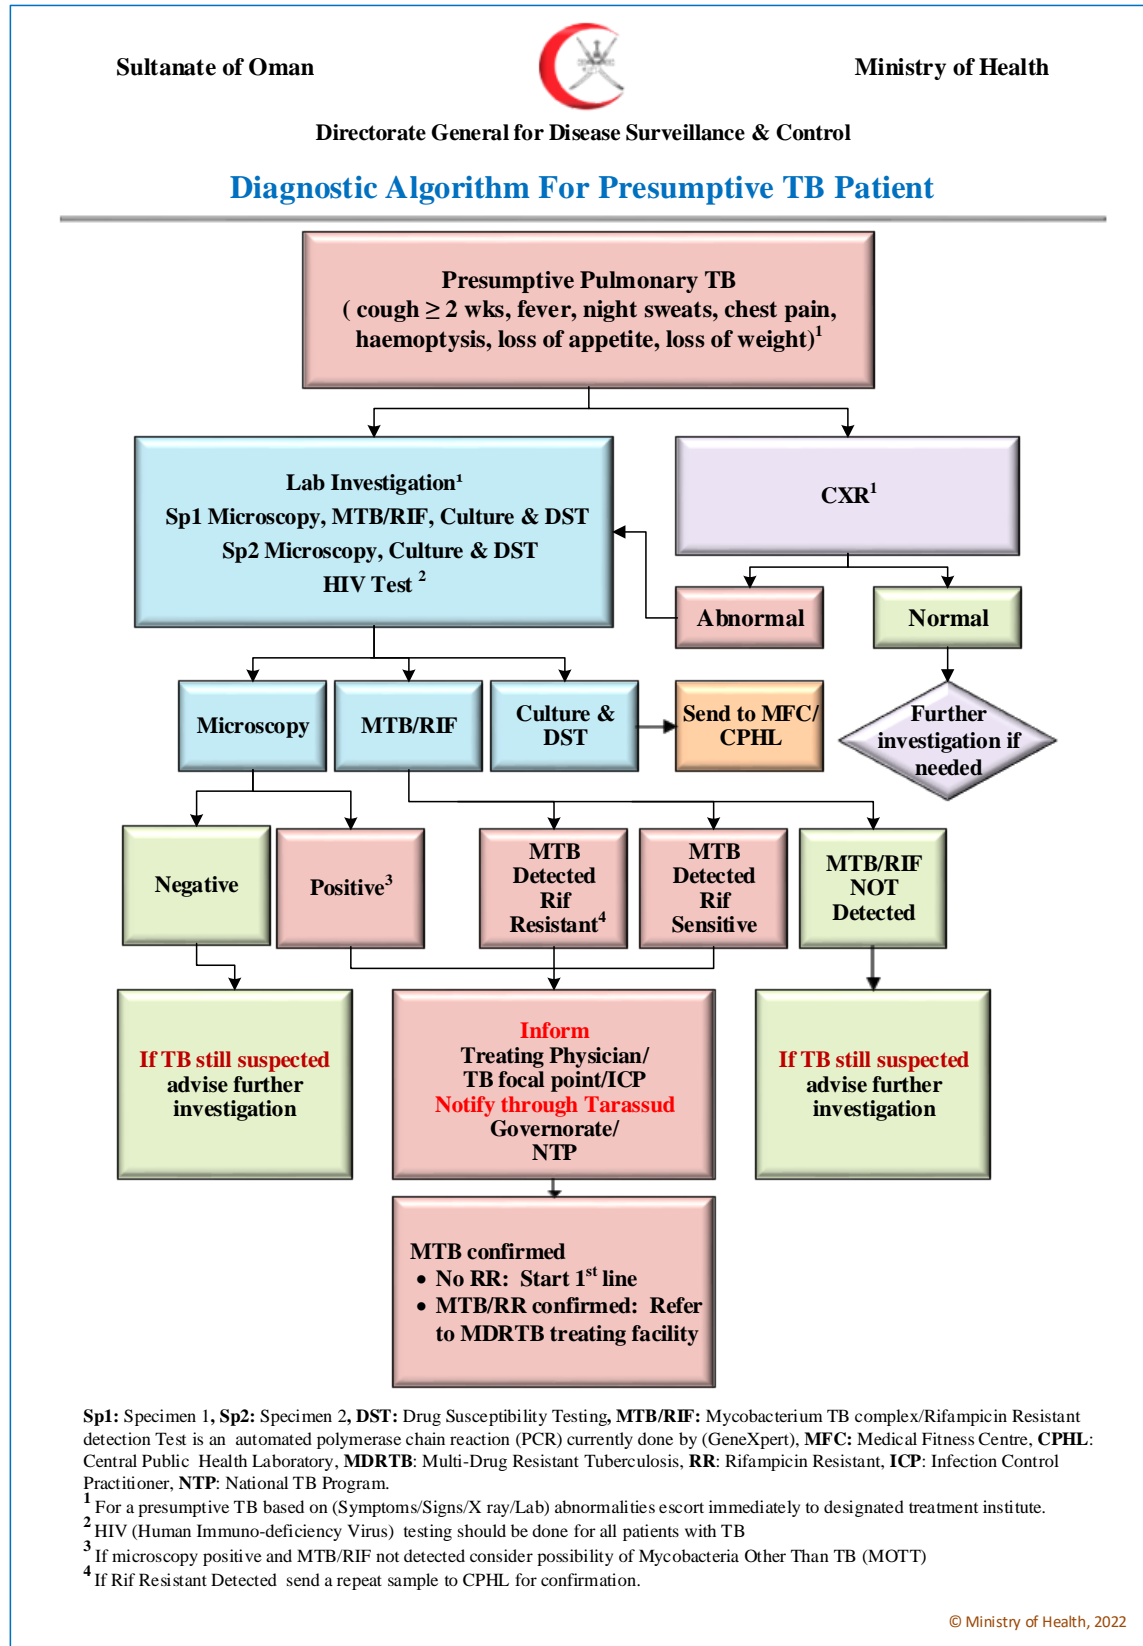 Sultanate of Oman
Ministry of Health
Directorate General for Disease Surveillance & Control
Diagnostic Algorithm For Presumptive TB Patient
Presumptive Pulmonary TB
( cough ≥ 2 wks, fever, night sweats, chest pain,
haemoptysis, loss of appetite, loss of weight)¹
Lab Investigation¹
Sp1 Microscopy, MTB/RIF, Culture & DST
Sp2 Microscopy, Culture & DST
HIV Test ²
CXR¹
Abnormal
Normal
Microscopy
MTB/RIF
Culture &
DST
Send to MFC/
CPHL
Further
investigation if
needed
Negative
Positive³
MTB
Detected
Rif
Resistant⁴
MTB
Detected
Rif
Sensitive
MTB/RIF
NOT
Detected
If TB still suspected
advise further
investigation
Inform
Treating Physician/
TB focal point/ICP
Notify through Tarassud
Governorate/
NTP
If TB still suspected
advise further
investigation
MTB confirmed
• No RR: Start 1st line
• MTB/RR confirmed: Refer
to MDRTB treating facility
Sp1: Specimen 1, Sp2: Specimen 2, DST: Drug Susceptibility Testing, MTB/RIF: Mycobacterium TB complex/Rifampicin Resistant
detection Test is an automated polymerase chain reaction (PCR) currently done by (GeneXpert), MFC: Medical Fitness Centre, CPHL:
Central Public Health Laboratory, MDRTB: Multi-Drug Resistant Tuberculosis, RR: Rifampicin Resistant, ICP: Infection Control
Practitioner, NTP: National TB Program.
¹ For a presumptive TB based on (Symptoms/Signs/X ray/Lab) abnormalities escort immediately to designated treatment institute.
² HIV (Human Immuno-deficiency Virus) testing should be done for all patients with TB
³ If microscopy positive and MTB/RIF not detected consider possibility of Mycobacteria Other Than TB (MOTT)
⁴ If Rif Resistant Detected send a repeat sample to CPHL for confirmation.
© Ministry of Health, 2022